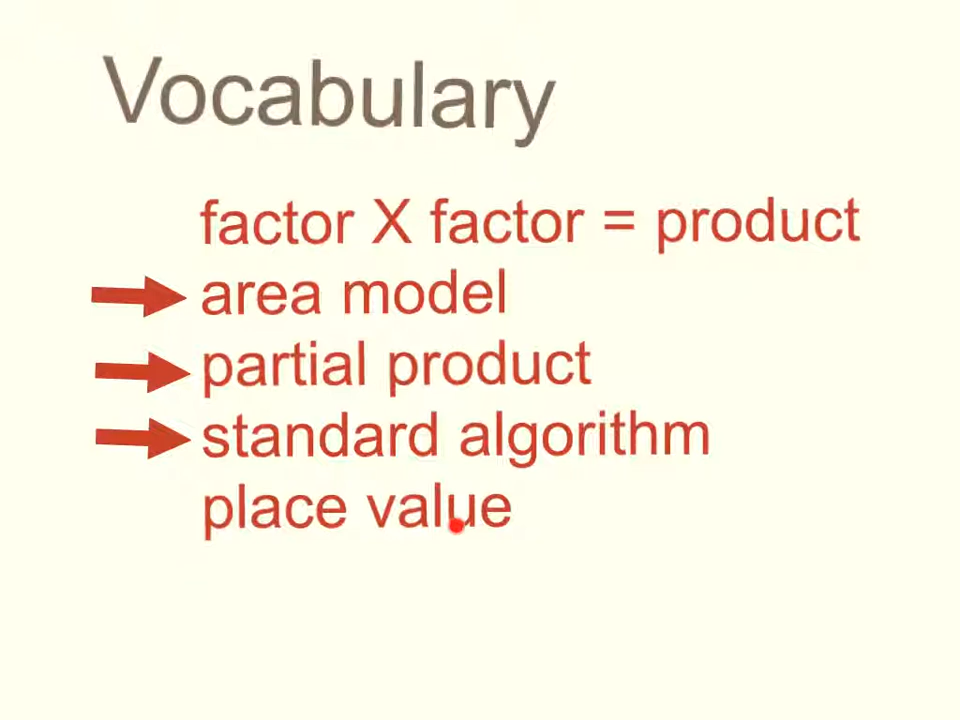 Vocabulary
factor X factor = product
area model
partial product
standard algorithm
place value